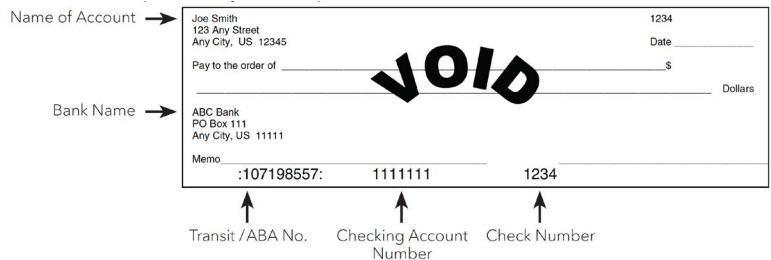 Name of Account
Joe Smith
1234
123 Any Street
Any City, US 12345
Date
Pay to the order of
$
VOID
Dollars
Bank Name
ABC Bank
PO Box 111
Any City, US 11111
Memo
:107198557:
1111111
1234
Transit / ABA No.
Checking Account
Number
Check Number